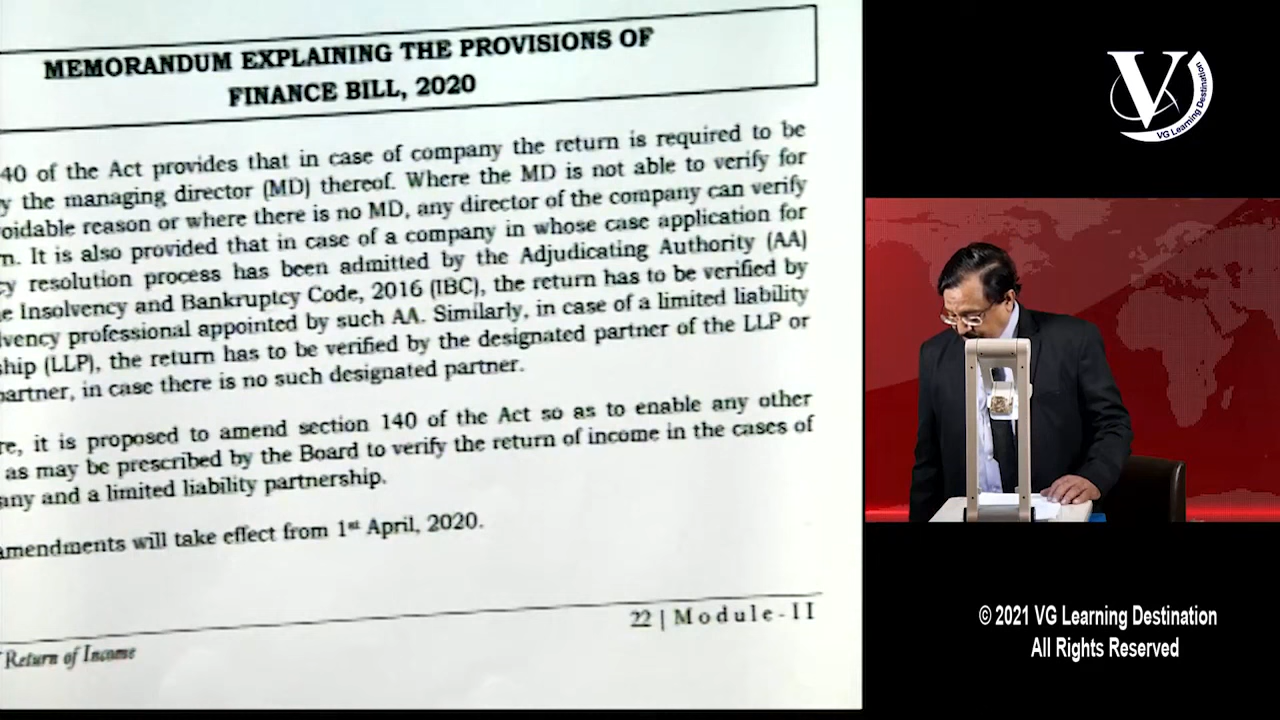 MEMORANDUM EXPLAINING THE PROVISIONS OF
FINANCE BILL, 2020
40 of the Act provides that in case of company the return is required to be
y the managing director (MD) thereof. Where the MD is not able to verify for
oidable reason or where there is no MD, any director of the company can verify
n. It is also provided that in case of a company in whose case application for
cy resolution process has been admitted by the Adjudicating Authority (AA)
e Insolvency and Bankruptcy Code, 2016 (IBC), the return has to be verified by
lvency professional appointed by such AA. Similarly, in case of a limited liability
ship (LLP), the return has to be verified by the designated partner of the LLP or
partner, in case there is no such designated partner.
re, it is proposed to amend section 140 of the Act so as to enable any other
as may be prescribed by the Board to verify the return of income in the cases of
any and a limited liability partnership.
amendments will take effect from 1st April, 2020.
22 | Module-II
Return of Income
V
VG Learning Destination
© 2021 VG Learning Destination
All Rights Reserved